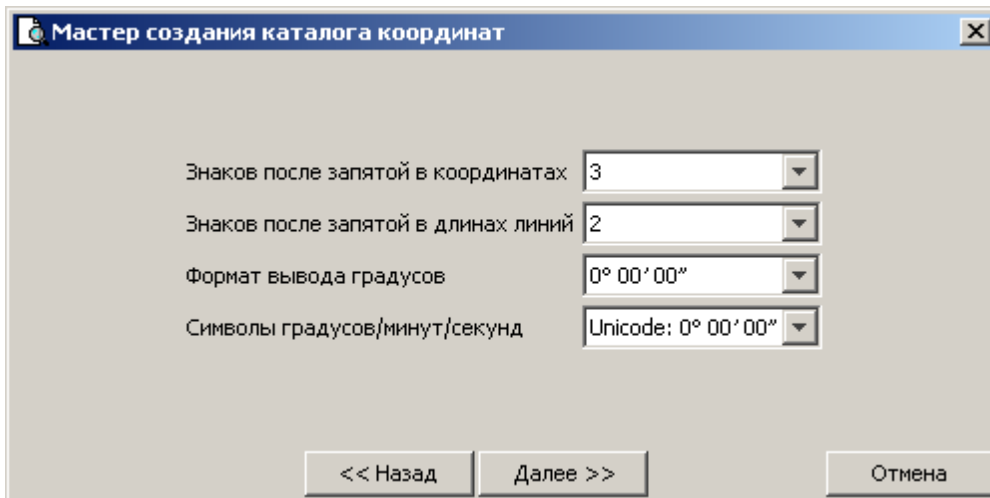 Мастер создания каталога координат
Знаков после запятой в координатах 3
Знаков после запятой в длинах линий 2
Формат вывода градусов 0° 00′ 00″
Символы градусов/минут/секунд Unicode: 0° 00′ 00″
<< Назад Далее >> Отмена